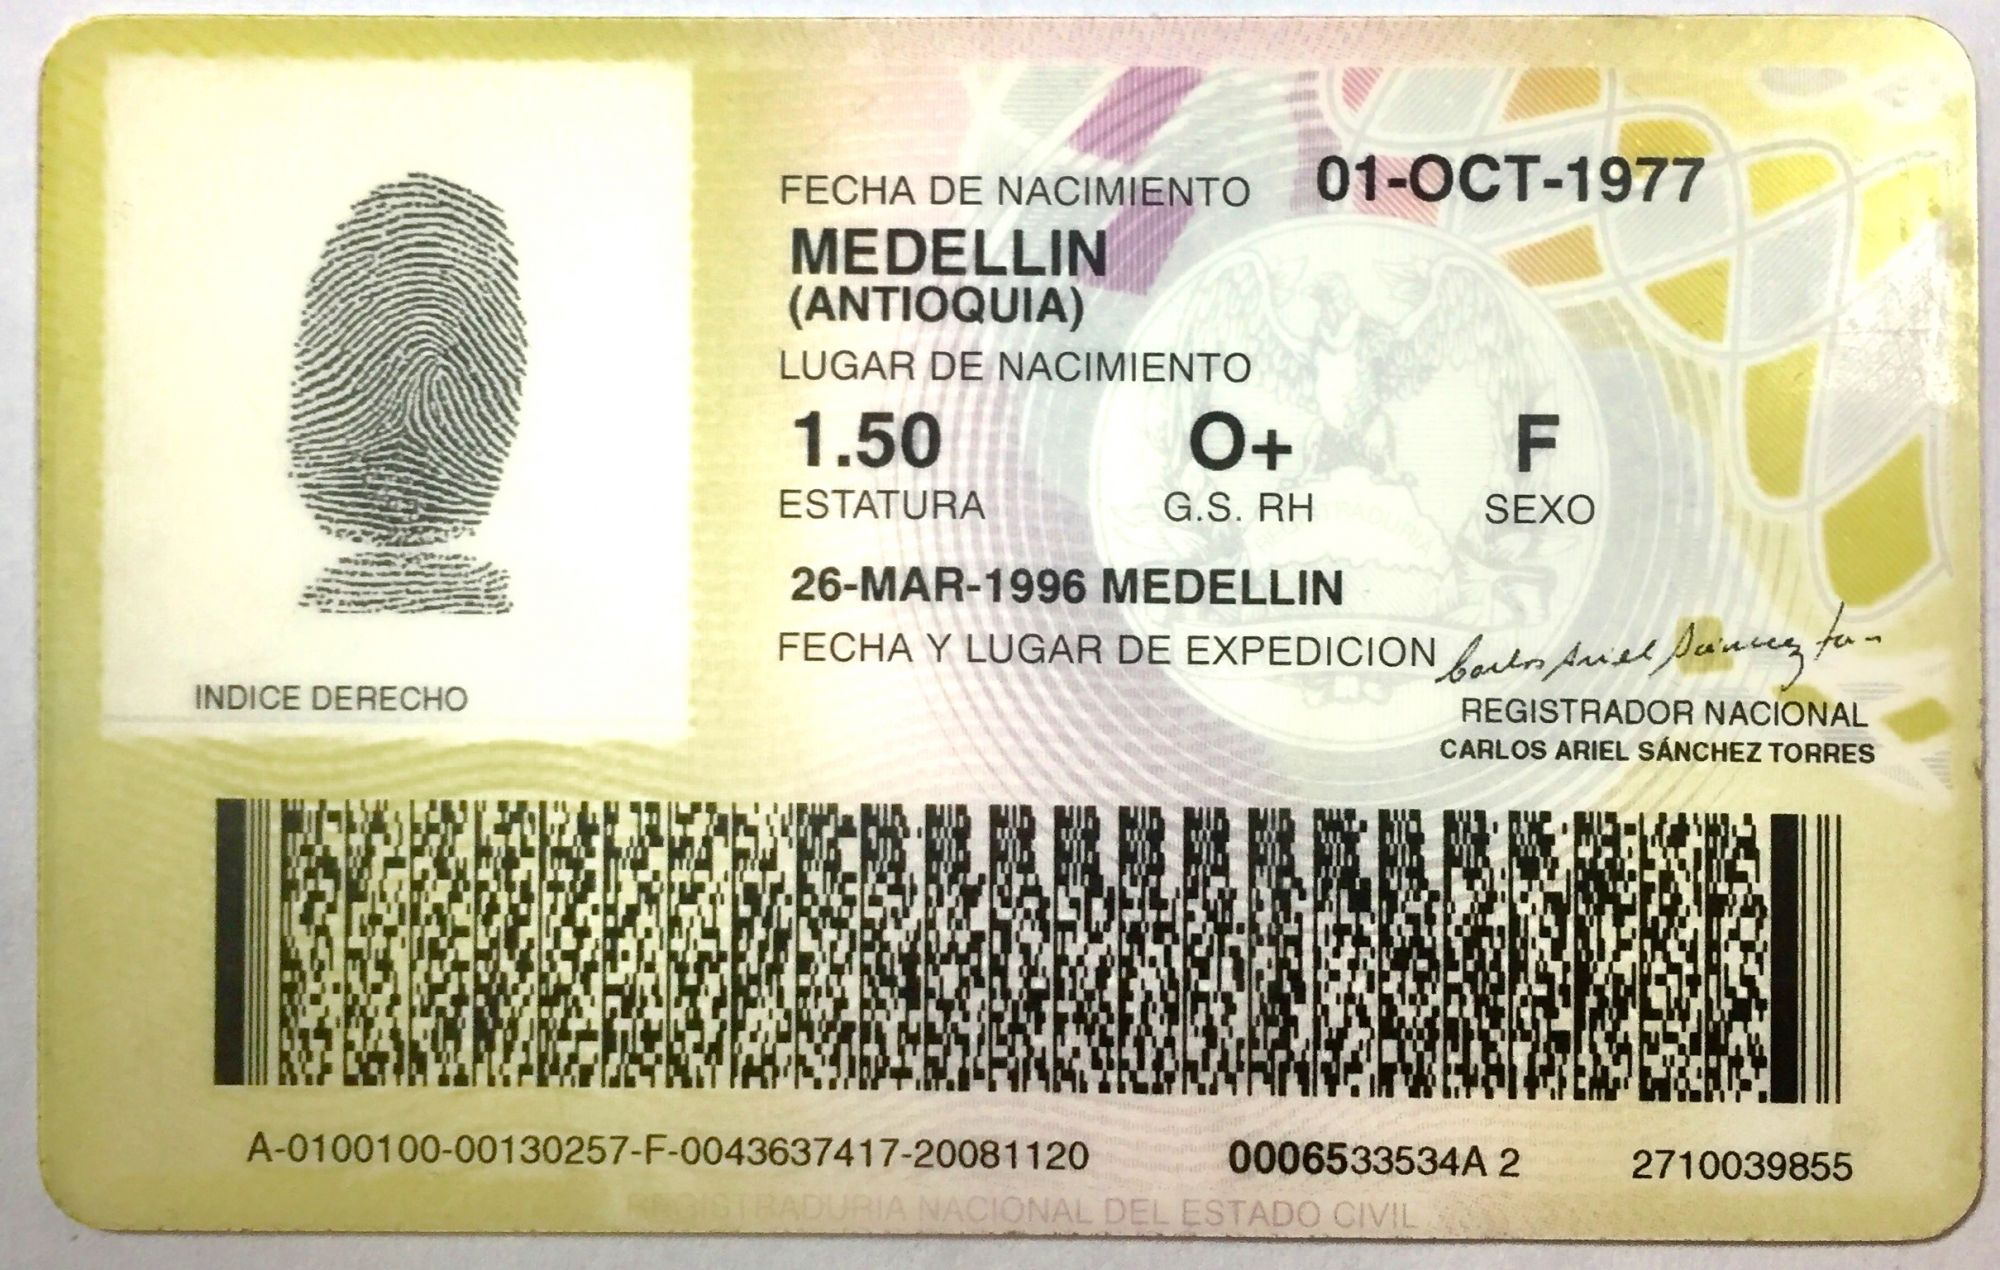 FECHA DE NACIMIENTO 01-OCT-1977
MEDELLIN
(ANTIOQUIA)
LUGAR DE NACIMIENTO
1.50 O+ F
ESTATURA G.S. RH SEXO
26-MAR-1996 MEDELLIN
FECHA Y LUGAR DE EXPEDICION
Carlos Ariel Sánchez
REGISTRADOR NACIONAL
CARLOS ARIEL SÁNCHEZ TORRES
INDICE DERECHO
A-0100100-00130257-F-0043637417-20081120 0006533534A 2 2710039855
REGISTRADURIA NACIONAL DEL ESTADO CIVIL